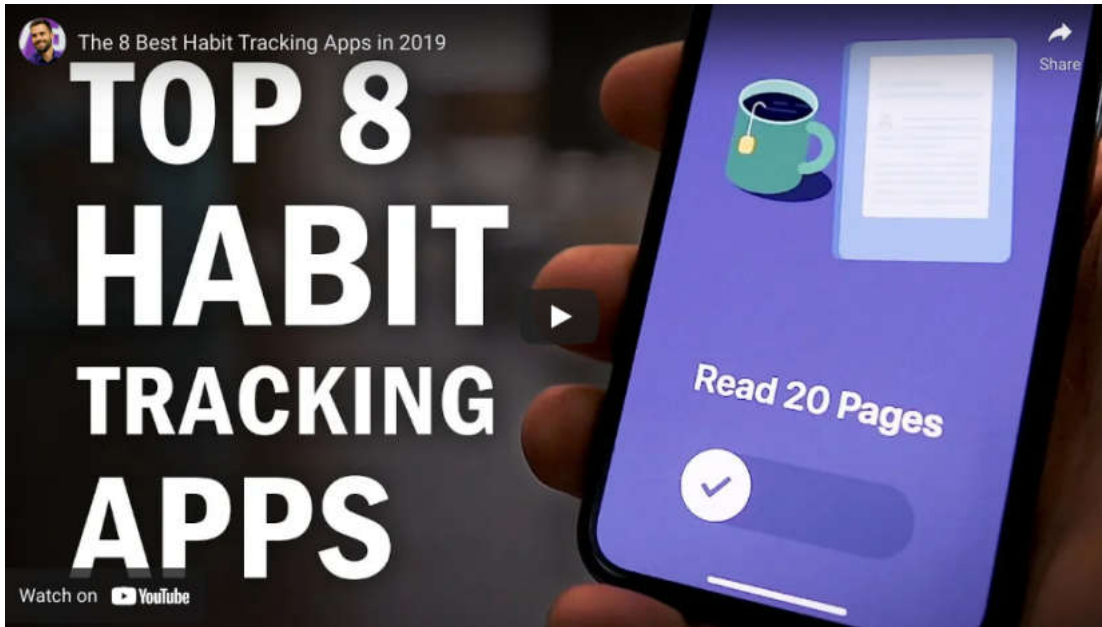 The 8 Best Habit Tracking Apps in 2019
Share
TOP 8
HABIT
TRACKING
APPS
Read 20 Pages
Watch on YouTube